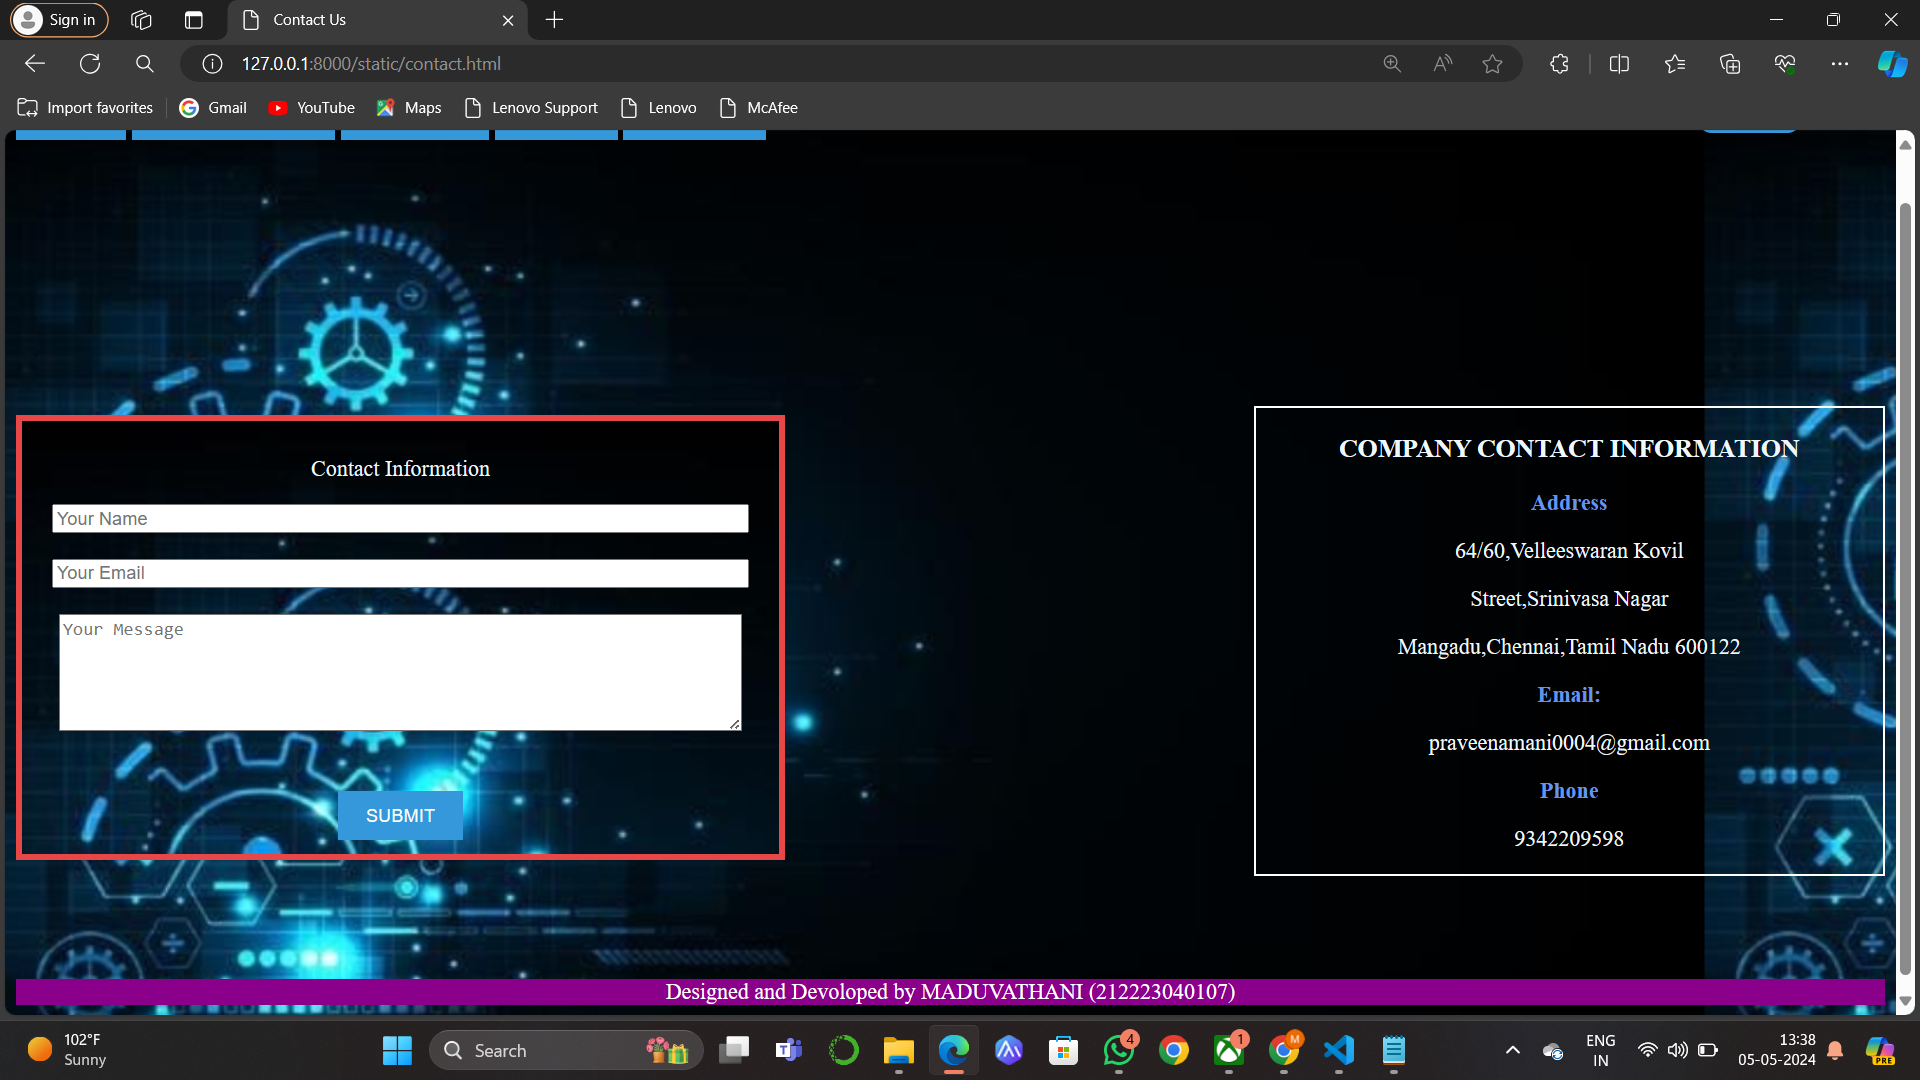 Sign in
Contact Us
127.0.0.1:8000/static/contact.html
Import favorites
Gmail
YouTube
Maps
Lenovo Support
Lenovo
McAfee
Contact Information
Your Name
Your Email
Your Message
SUBMIT
COMPANY CONTACT INFORMATION
Address
64/60,Velleeswaran Kovil
Street,Srinivasa Nagar
Mangadu,Chennai,Tamil Nadu 600122
Email:
praveenamani0004@gmail.com
Phone
9342209598
Designed and Devoloped by MADUVATHANI (212223040107)
102°F
Sunny
Search
4
1
M
ENG
IN
13:38
05-05-2024
PRE